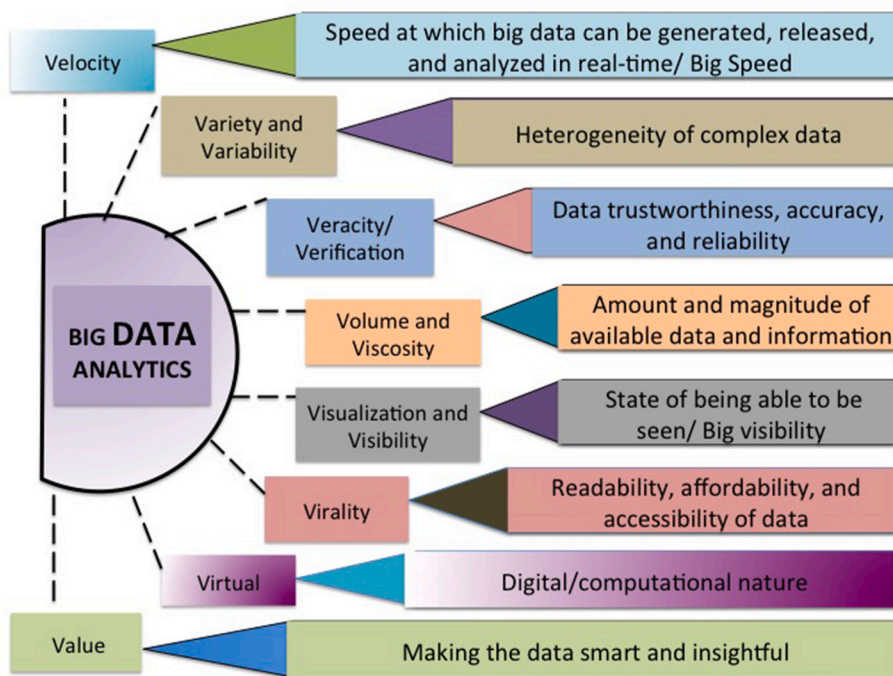 Velocity
Speed at which big data can be generated, released,
and analyzed in real-time/ Big Speed
Variety and
Variability
Heterogeneity of complex data
Veracity/
Verification
Data trustworthiness, accuracy,
and reliability
BIG DATA
ANALYTICS
Volume and
Viscosity
Amount and magnitude of
available data and information
Visualization and
Visibility
State of being able to be
seen/ Big visibility
Virality
Readability, affordability, and
accessibility of data
Virtual
Digital/computational nature
Value
Making the data smart and insightful